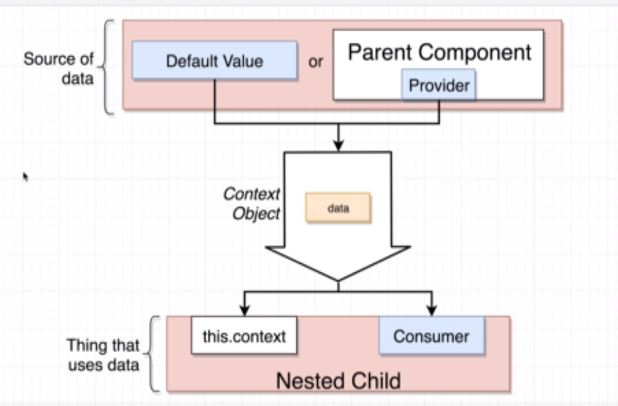 Source of
data
Default Value
or
Parent Component
Provider
Context
Object
data
Thing that
uses data
this.context
Consumer
Nested Child